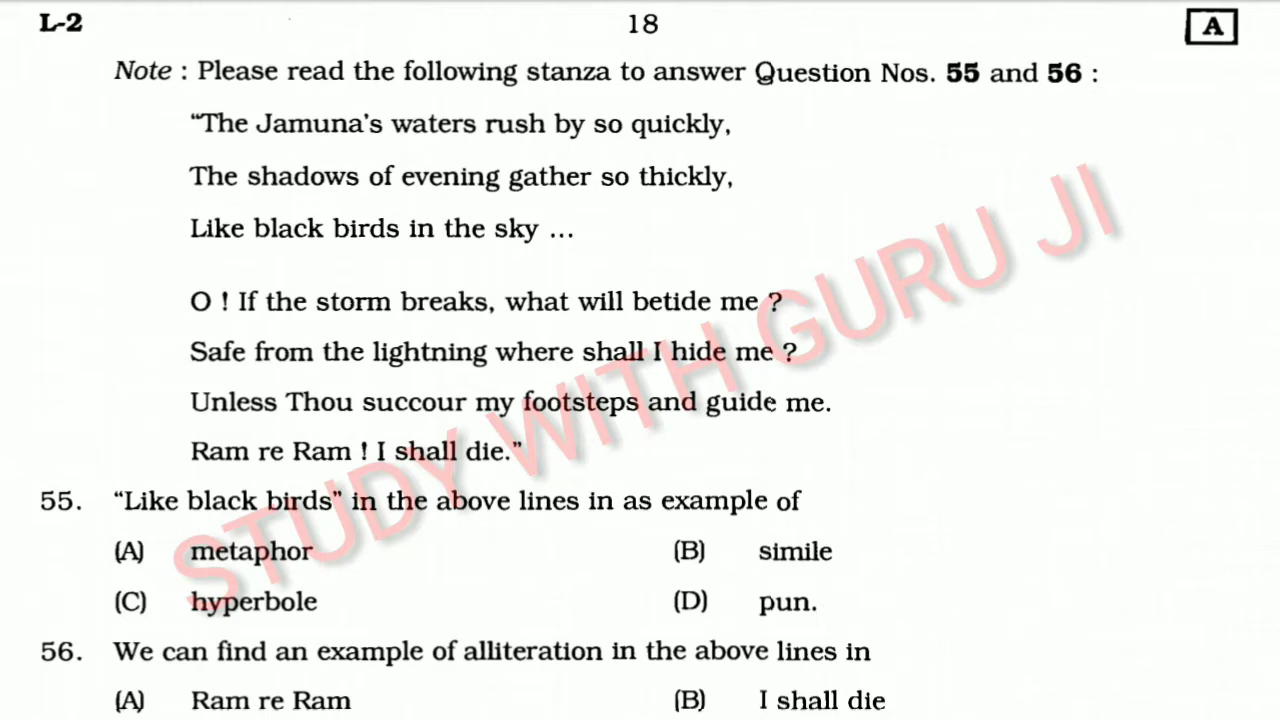 L-2 18 A
Note : Please read the following stanza to answer Question Nos. 55 and 56 :
“The Jamuna’s waters rush by so quickly,
The shadows of evening gather so thickly,
Like black birds in the sky ...
O ! If the storm breaks, what will betide me ?
Safe from the lightning where shall I hide me ?
Unless Thou succour my footsteps and guide me.
Ram re Ram ! I shall die.”
55. “Like black birds” in the above lines in as example of
(A) metaphor (B) simile
(C) hyperbole (D) pun.
56. We can find an example of alliteration in the above lines in
(A) Ram re Ram (B) I shall die
STUDY WITH GURU JI